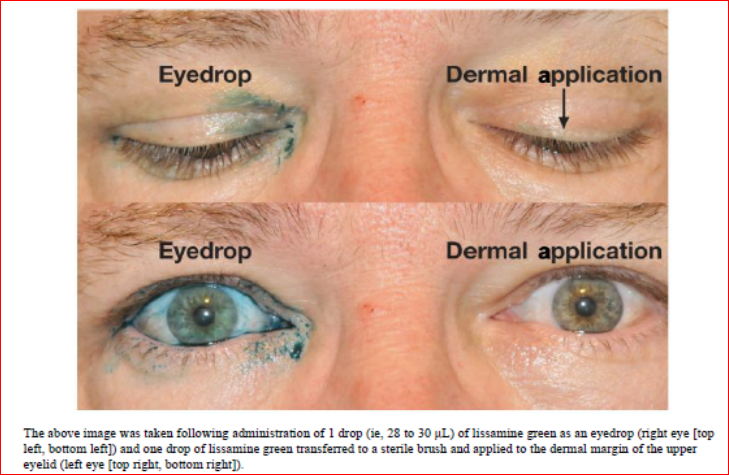 Eyedrop Dermal application
Eyedrop Dermal application
The above image was taken following administration of 1 drop (ie, 28 to 30 µL) of lissamine green as an eyedrop (right eye [top
left, bottom left]) and one drop of lissamine green transferred to a sterile brush and applied to the dermal margin of the upper
eyelid (left eye [top right, bottom right]).